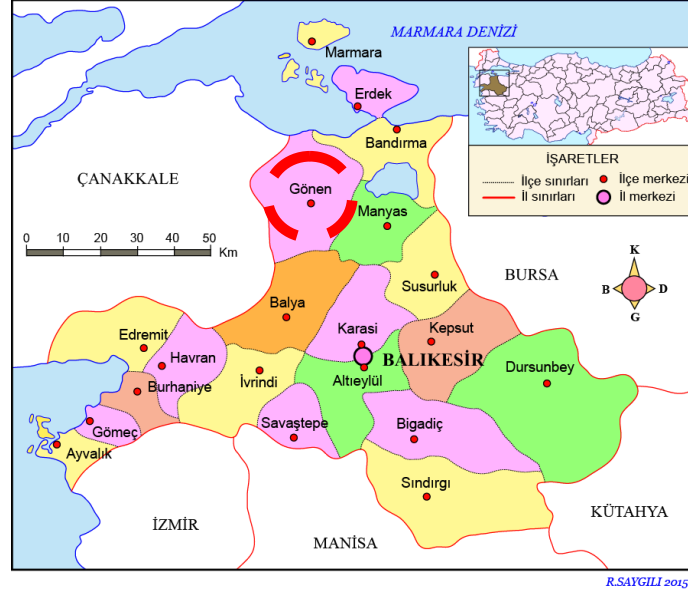 MARMARA DENİZİ
Marmara
Erdek
Bandırma
İŞARETLER
İlçe sınırları
İlçe merkezi
İl sınırları
İl merkezi
ÇANAKKALE
Gönen
Manyas
0 10 20 30 40 50 Km
K
B D
G
BURSA
Susurluk
Balya
Karasi
Kepsut
Edremit
Havran
BALIKESİR
Dursunbey
İvrindi
Altıeylül
Burhaniye
Savaştepe
Bigadiç
Gömeç
Ayvalık
Sındırgı
KÜTAHYA
İZMİR
MANİSA
R.SAYGILI 2015